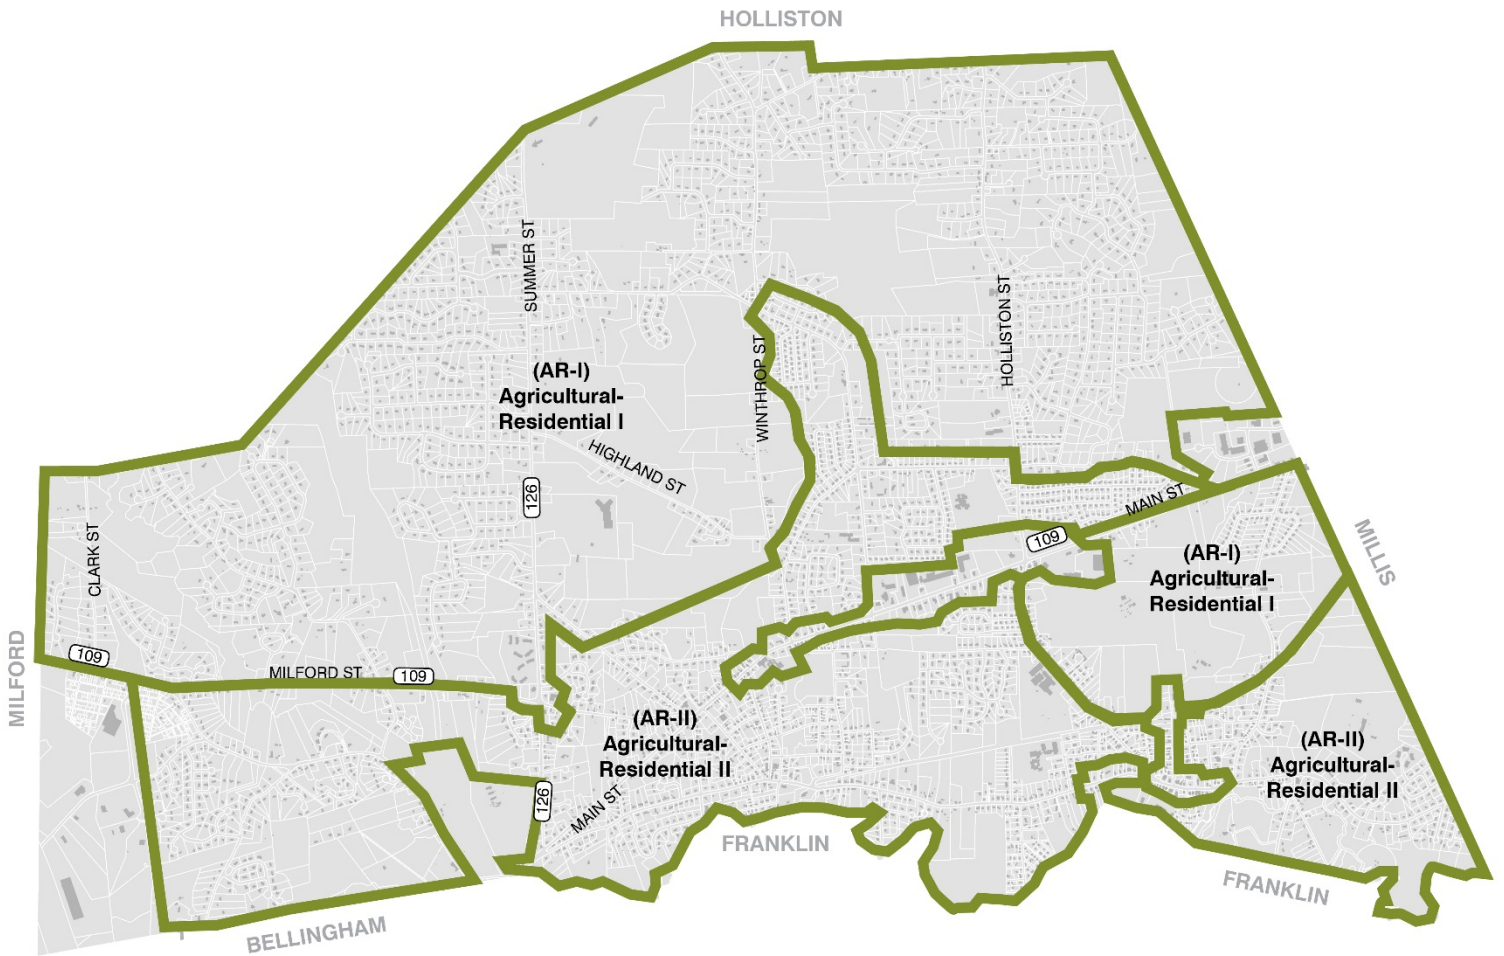 HOLLISTON
SUMMER ST
HOLLISTON ST
WINTHROP ST
(AR-I)
Agricultural-
Residential I
HIGHLAND ST
126
MAIN ST
109
CLARK ST
MILLIS
(AR-I)
Agricultural-
Residential I
MILFORD
109
MILFORD ST
109
(AR-II)
Agricultural-
Residential II
(AR-II)
Agricultural-
Residential II
126
MAIN ST
FRANKLIN
FRANKLIN
BELLINGHAM